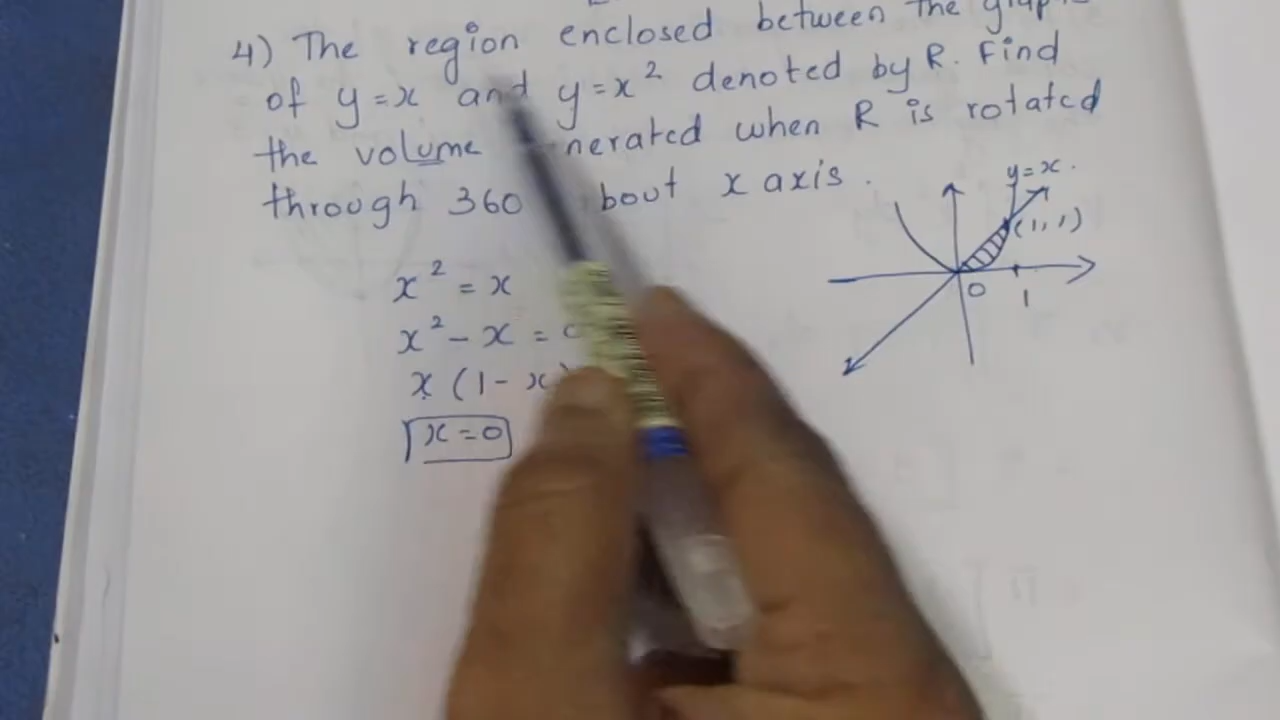 4) The region enclosed between the
of y=x and y=x² denoted by R. Find
the volume nerated when R is rotated
through 360 bout x axis.
y=x.
(1,1)
0
1
x² = x
x² - x =
x (1-x
x=0